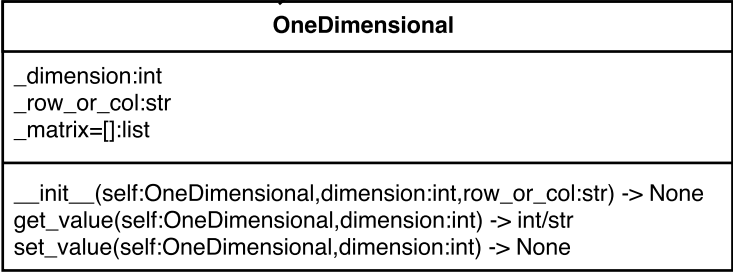 OneDimensional
_dimension:int
_row_or_col:str
_matrix=[]:list
__init__(self:OneDimensional,dimension:int,row_or_col:str) -> None
get_value(self:OneDimensional,dimension:int) -> int/str
set_value(self:OneDimensional,dimension:int) -> None